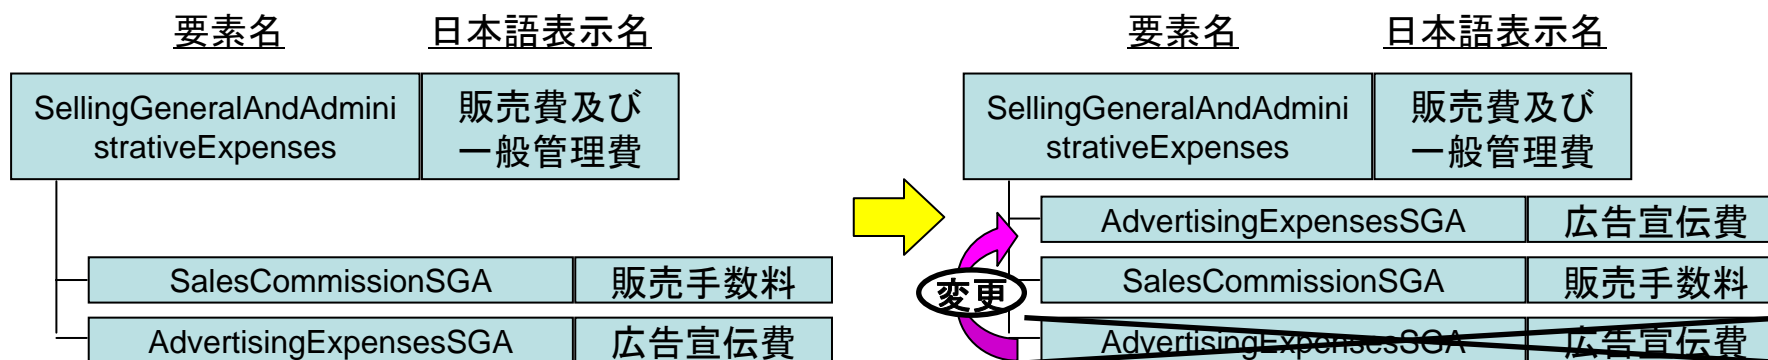 要素名 日本語表示名
SellingGeneralAndAdmini
strativeExpenses
販売費及び
一般管理費
SalesCommissionSGA 販売手数料
AdvertisingExpensesSGA 広告宣伝費
要素名 日本語表示名
SellingGeneralAndAdmini
strativeExpenses
販売費及び
一般管理費
AdvertisingExpensesSGA 広告宣伝費
SalesCommissionSGA 販売手数料
変更
AdvertisingExpensesSGA 広告宣伝費